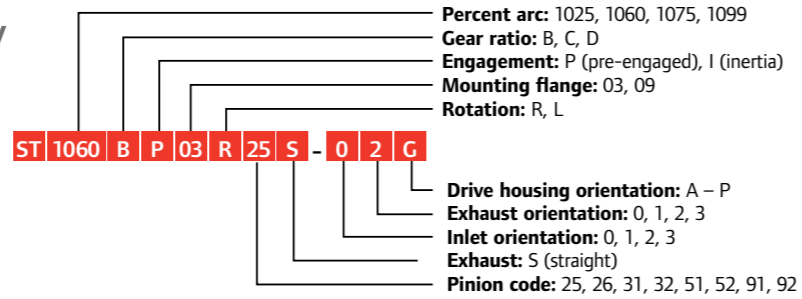 Percent arc: 1025, 1060, 1075, 1099
Gear ratio: B, C, D
Engagement: P (pre-engaged), I (inertia)
Mounting flange: 03, 09
Rotation: R, L
ST 1060 B P 03 R 25 S - 0 2 G
Drive housing orientation: A – P
Exhaust orientation: 0, 1, 2, 3
Inlet orientation: 0, 1, 2, 3
Exhaust: S (straight)
Pinion code: 25, 26, 31, 32, 51, 52, 91, 92